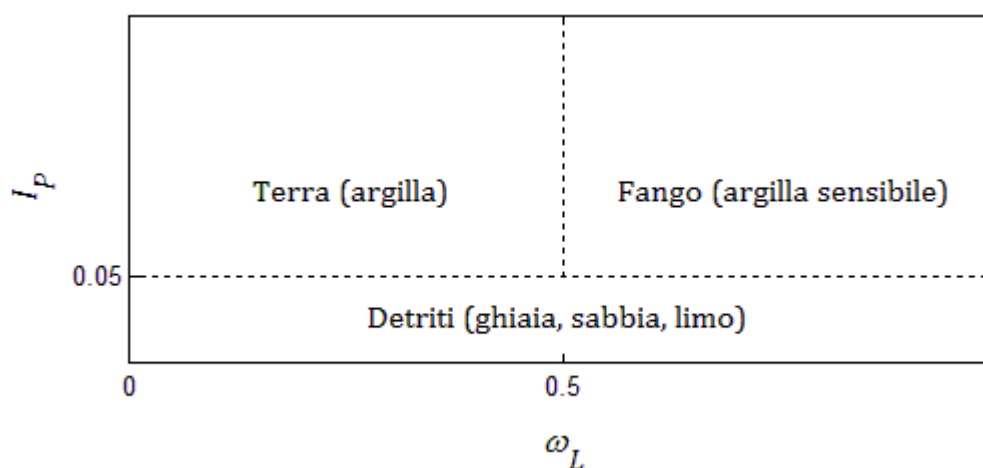 I_P
Terra (argilla)
Fango (argilla sensibile)
0.05
Detriti (ghiaia, sabbia, limo)
0
0.5
ω_L